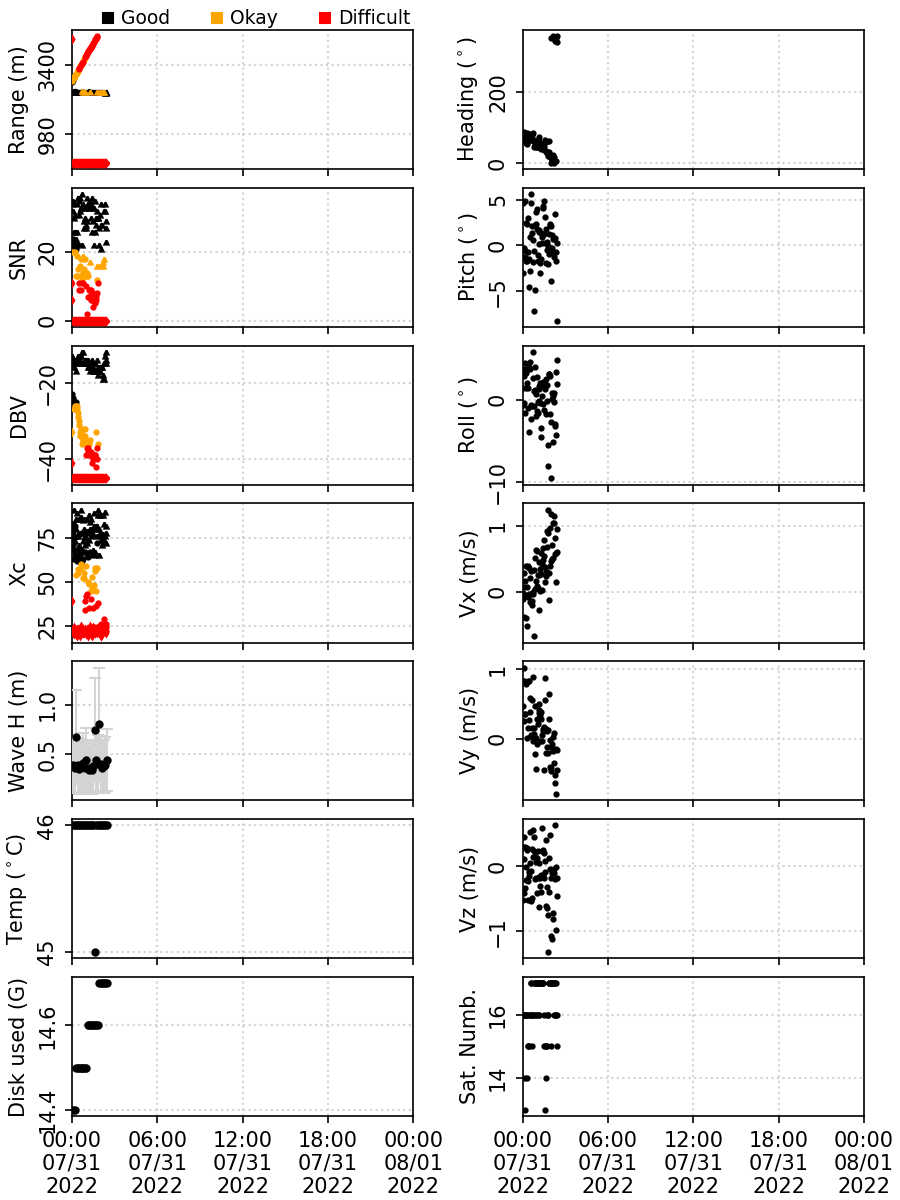 Good Okay Difficult
Range (m)
3400
980
Heading (°)
200
0
SNR
20
0
Pitch (°)
5
0
−5
DBV
−20
−40
Roll (°)
0
−10
Xc
75
50
25
Vx (m/s)
1
0
Wave H (m)
1.0
0.5
Vy (m/s)
1
0
Temp (°C)
46
45
Vz (m/s)
0
−1
Disk used (G)
14.6
14.4
Sat. Numb.
16
14
00:00 06:00 12:00 18:00 00:00 00:00 06:00 12:00 18:00 00:00
07/31 07/31 07/31 07/31 08/01 07/31 07/31 07/31 07/31 08/01
2022 2022 2022 2022 2022 2022 2022 2022 2022 2022